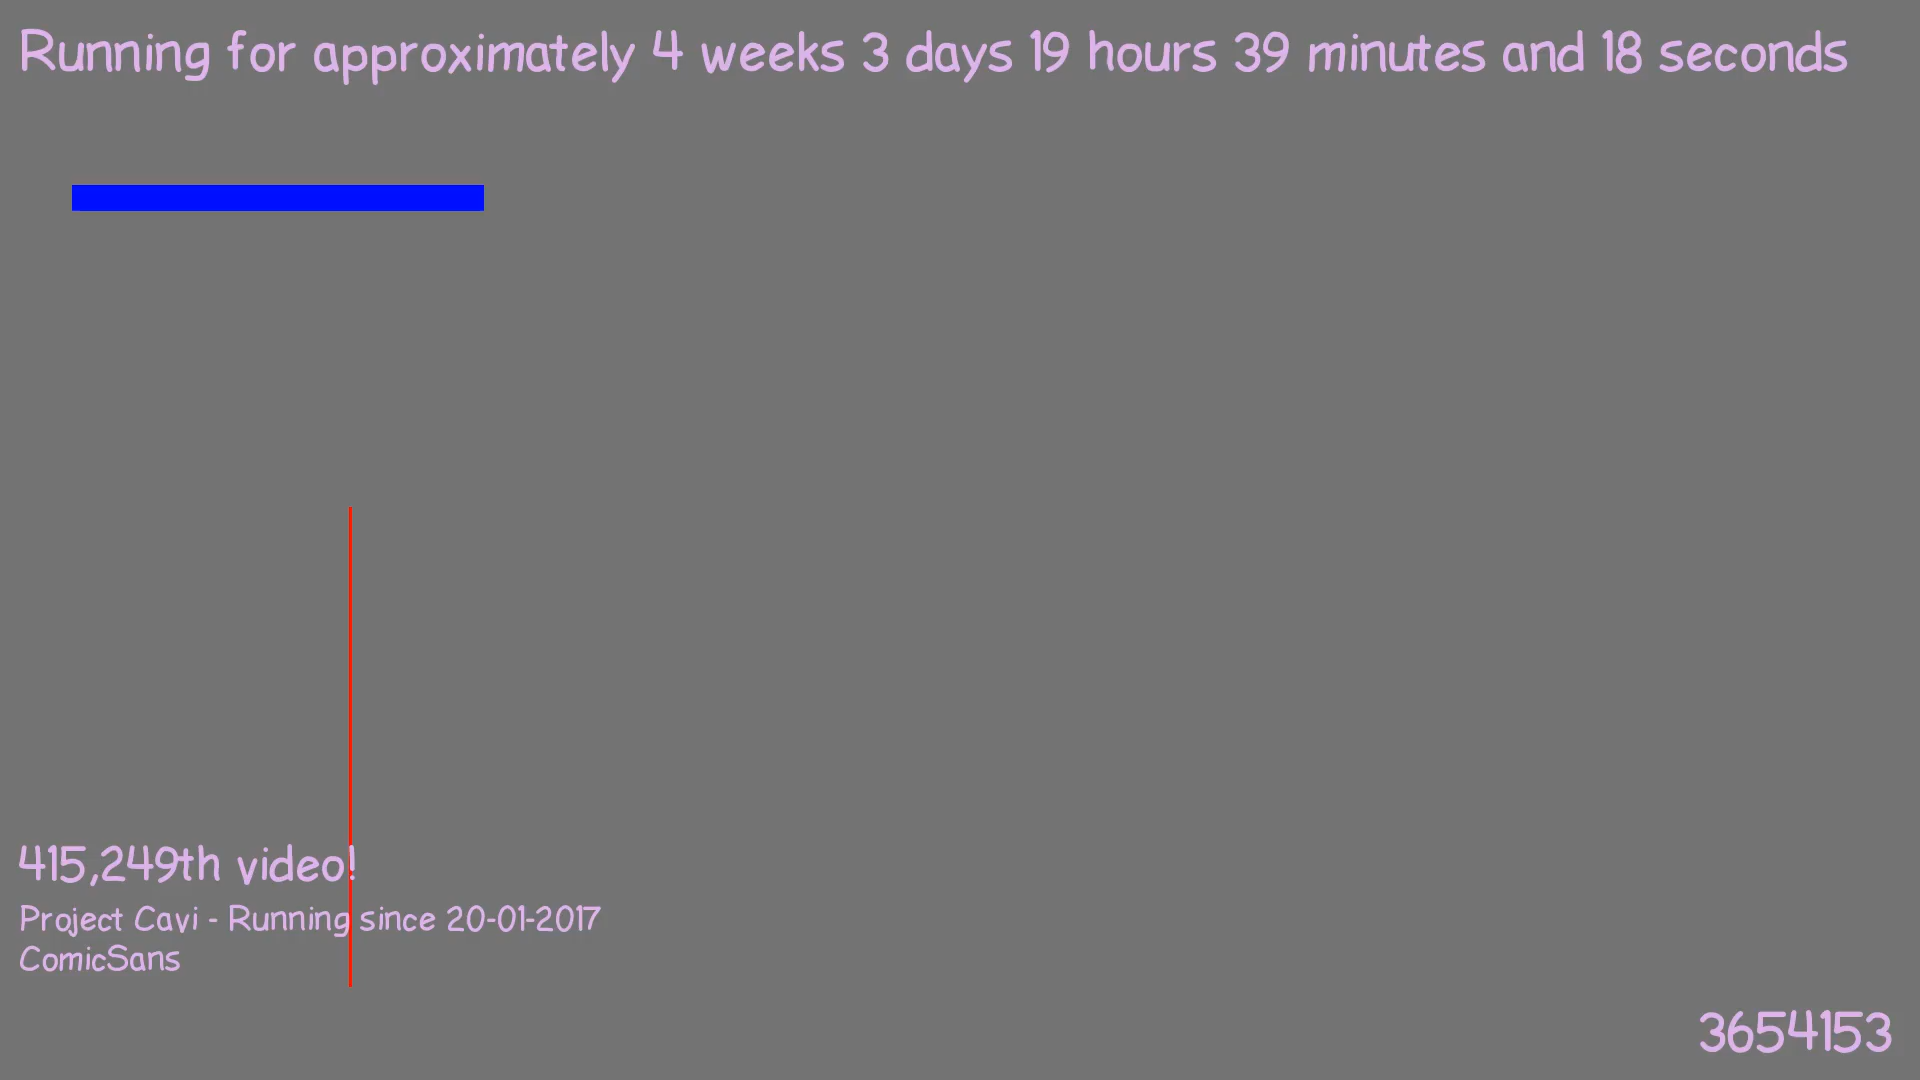 Running for approximately 4 weeks 3 days 19 hours 39 minutes and 18 seconds
415,249th video!
Project Cavi - Running since 20-01-2017
ComicSans
3654153